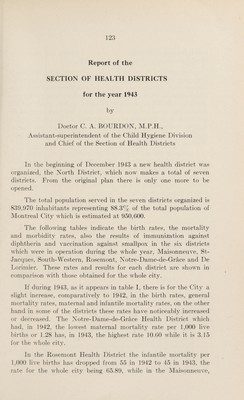 123
Report of the
SECTION OF HEALTH DISTRICTS
for the year 1943
by
Doctor C. A. BOURDON, M.P.H.,
Assistant-superintendent of the Child Hygiene Division
and Chief of the Section of Health Districts
In the beginning of December 1943 a new health district was
organized, the North District, which now makes a total of seven
districts. From the original plan there is only one more to be
opened.
The total population served in the seven districts organized is
839,970 inhabitants representing 88.3% of the total population of
Montreal City which is estimated at 950,600.
The following tables indicate the birth rates, the mortality
and morbidity rates, also the results of immunization against
diphtheria and vaccination against smallpox in the six districts
which were in operation during the whole year, Maisonneuve, St-
Jacques, South-Western, Rosemont, Notre-Dame-de-Grâce and De
Lorimier. These rates and results for each district are shown in
comparison with those obtained for the whole city.
If during 1943, as it appears in table I, there is for the City a
slight increase, comparatively to 1942, in the birth rates, general
mortality rates, maternal and infantile mortality rates, on the other
hand in some of the districts these rates have noticeably increased
or decreased. The Notre-Dame-de-Grâce Health District which
had, in 1942, the lowest maternal mortality rate per 1,000 live
births or 1.28 has, in 1943, the highest rate 10.60 while it is 3.15
for the whole city.
In the Rosemont Health District the infantile mortality per
1,000 live births has dropped from 55 in 1942 to 45 in 1943, the
rate for the whole city being 65.89, while in the Maisonneuve,